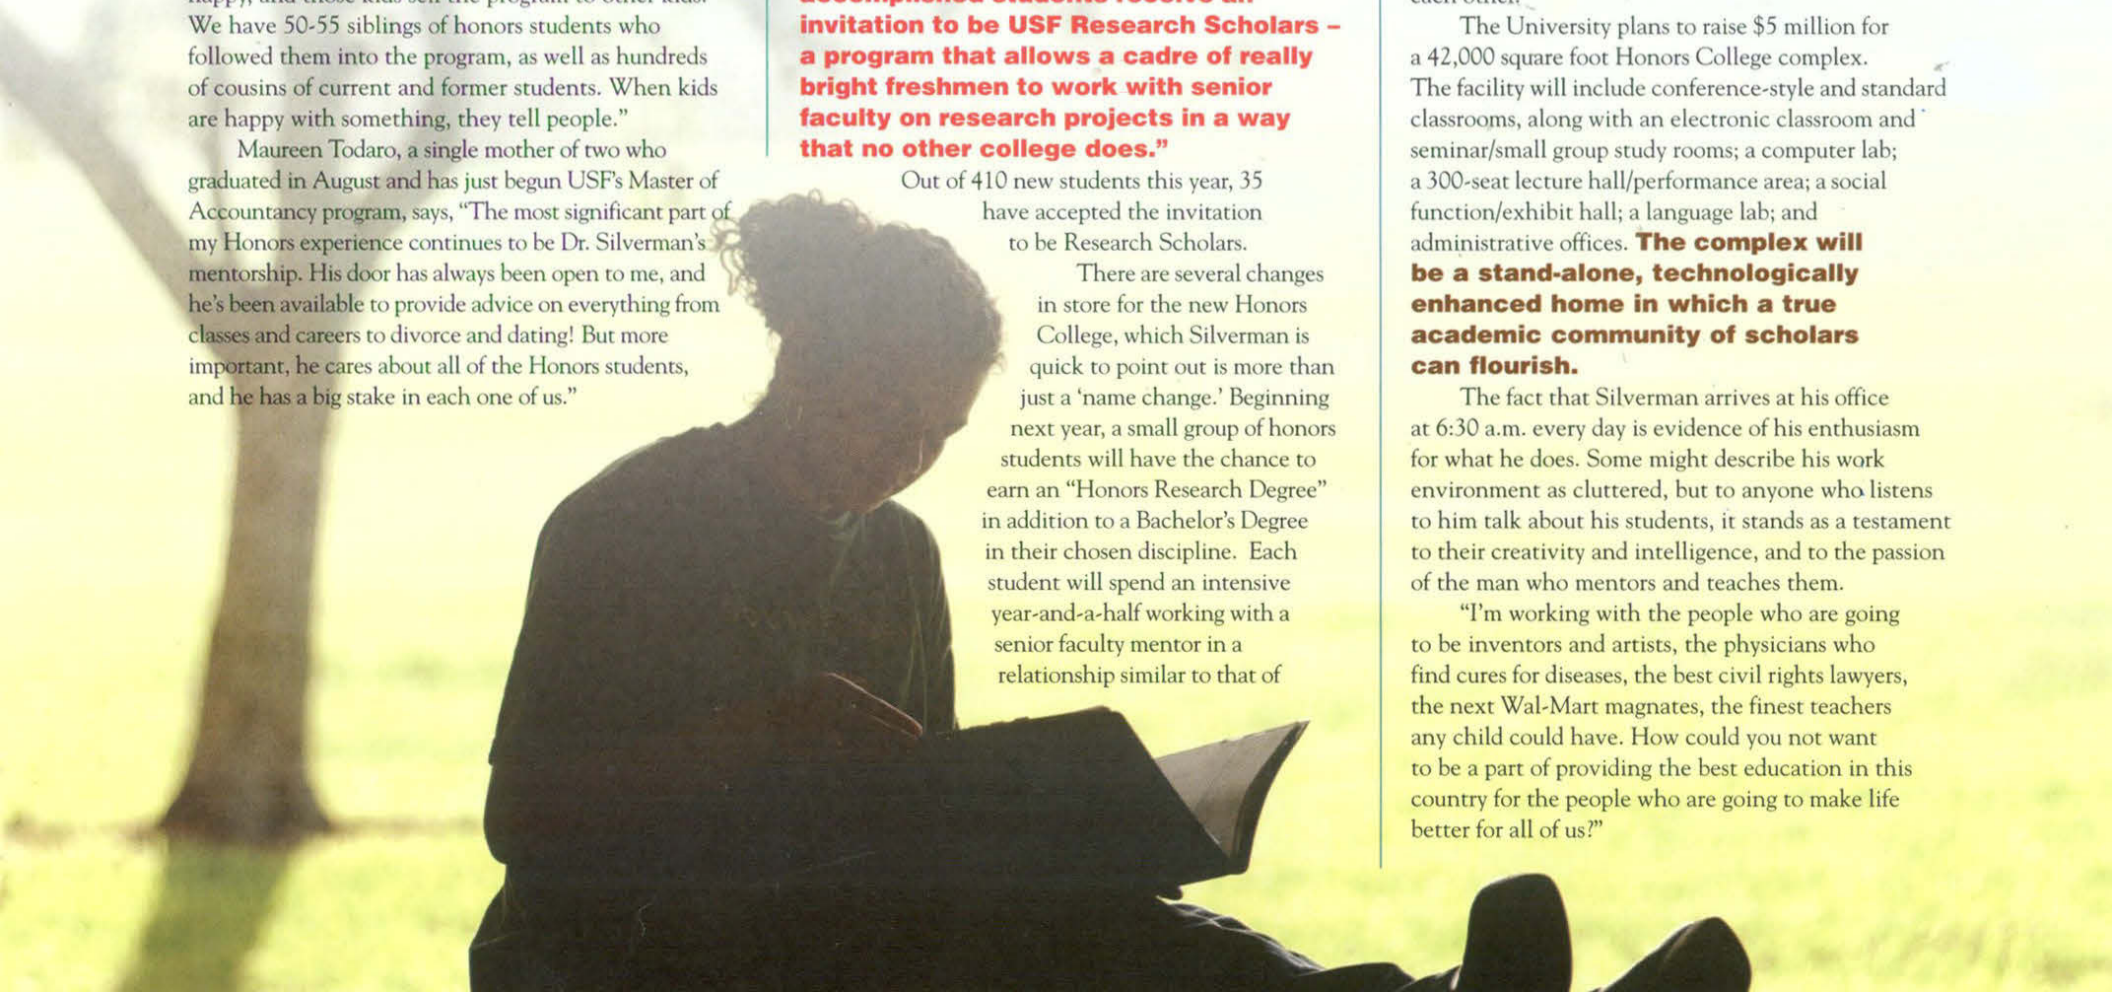 We have 50-55 siblings of honors students who
followed them into the program, as well as hundreds
of cousins of current and former students. When kids
are happy with something, they tell people.”
Maureen Todaro, a single mother of two who
graduated in August and has just begun USF’s Master of
Accountancy program, says, “The most significant part of
my Honors experience continues to be Dr. Silverman’s
mentorship. His door has always been open to me, and
he’s been available to provide advice on everything from
classes and careers to divorce and dating! But more
important, he cares about all of the Honors students,
and he has a big stake in each one of us.”
invitation to be USF Research Scholars –
a program that allows a cadre of really
bright freshmen to work with senior
faculty on research projects in a way
that no other college does.”
Out of 410 new students this year, 35
have accepted the invitation
to be Research Scholars.
There are several changes
in store for the new Honors
College, which Silverman is
quick to point out is more than
just a ‘name change.’ Beginning
next year, a small group of honors
students will have the chance to
earn an “Honors Research Degree”
in addition to a Bachelor’s Degree
in their chosen discipline. Each
student will spend an intensive
year-and-a-half working with a
senior faculty mentor in a
relationship similar to that of
The University plans to raise $5 million for
a 42,000 square foot Honors College complex.
The facility will include conference-style and standard
classrooms, along with an electronic classroom and
seminar/small group study rooms; a computer lab;
a 300-seat lecture hall/performance area; a social
function/exhibit hall; a language lab; and
administrative offices. The complex will
be a stand-alone, technologically
enhanced home in which a true
academic community of scholars
can flourish.
The fact that Silverman arrives at his office
at 6:30 a.m. every day is evidence of his enthusiasm
for what he does. Some might describe his work
environment as cluttered, but to anyone who listens
to him talk about his students, it stands as a testament
to their creativity and intelligence, and to the passion
of the man who mentors and teaches them.
“I’m working with the people who are going
to be inventors and artists, the physicians who
find cures for diseases, the best civil rights lawyers,
the next Wal-Mart magnates, the finest teachers
any child could have. How could you not want
to be a part of providing the best education in this
country for the people who are going to make life
better for all of us?”